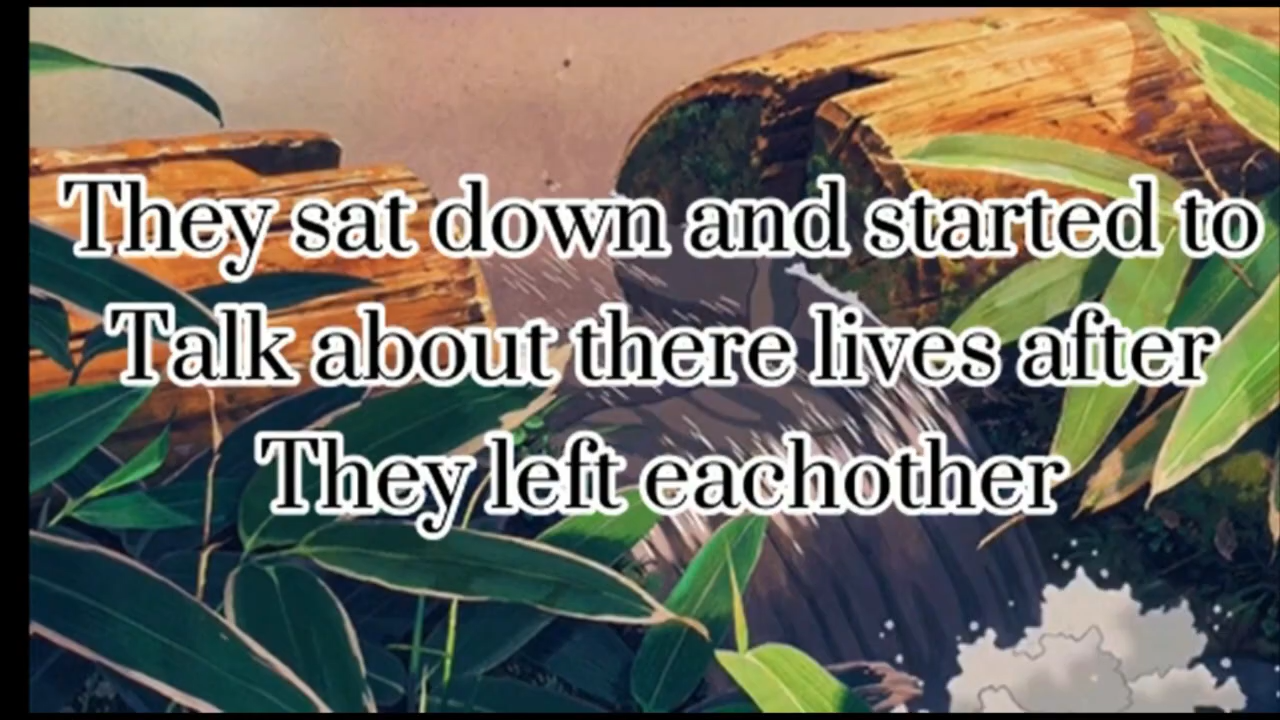 They sat down and started to
Talk about there lives after
They left eachother